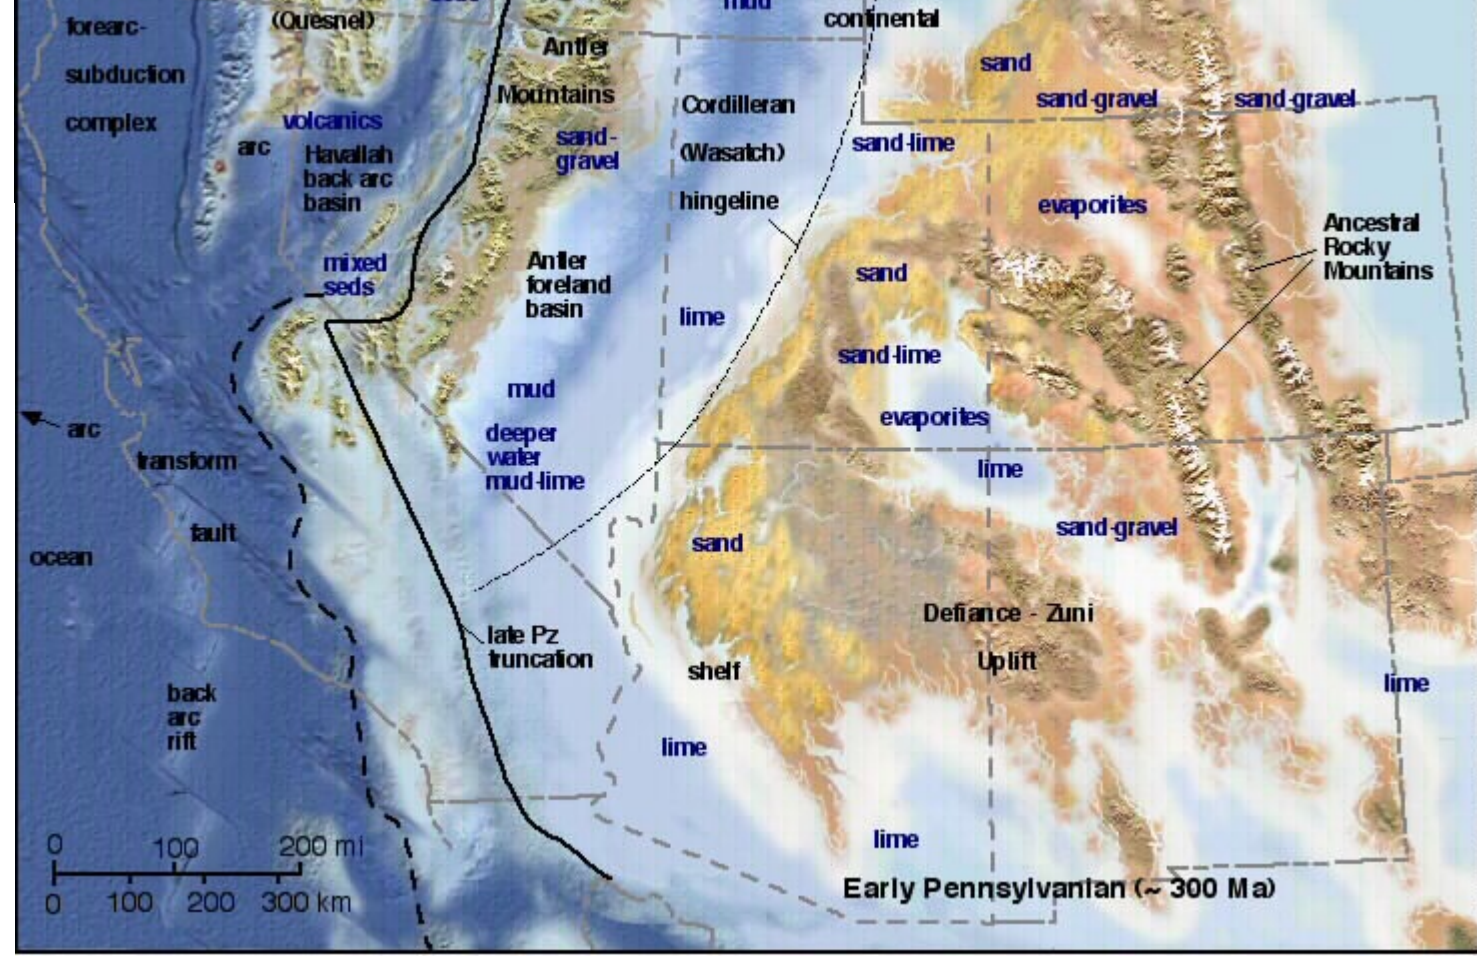 forearc-
subduction
complex
(Quesnel)
mud
continental
Antler
Mountains
sand
sand-gravel
sand-gravel
volcanics
arc
Havallah
back arc
basin
sand-
gravel
Cordilleran
(Wasatch)
hingeline
sand-lime
evaporites
Ancestral
Rocky
Mountains
mixed
seds
Antler
foreland
basin
sand
lime
sand-lime
mud
evaporites
arc
deeper
water
mud-lime
transform
fault
lime
sand-gravel
ocean
sand
Defiance - Zuni
Uplift
late Pz
truncation
shelf
lime
back
arc
rift
lime
lime
0 100 200 mi
0 100 200 300 km
Early Pennsylvanian (~ 300 Ma)